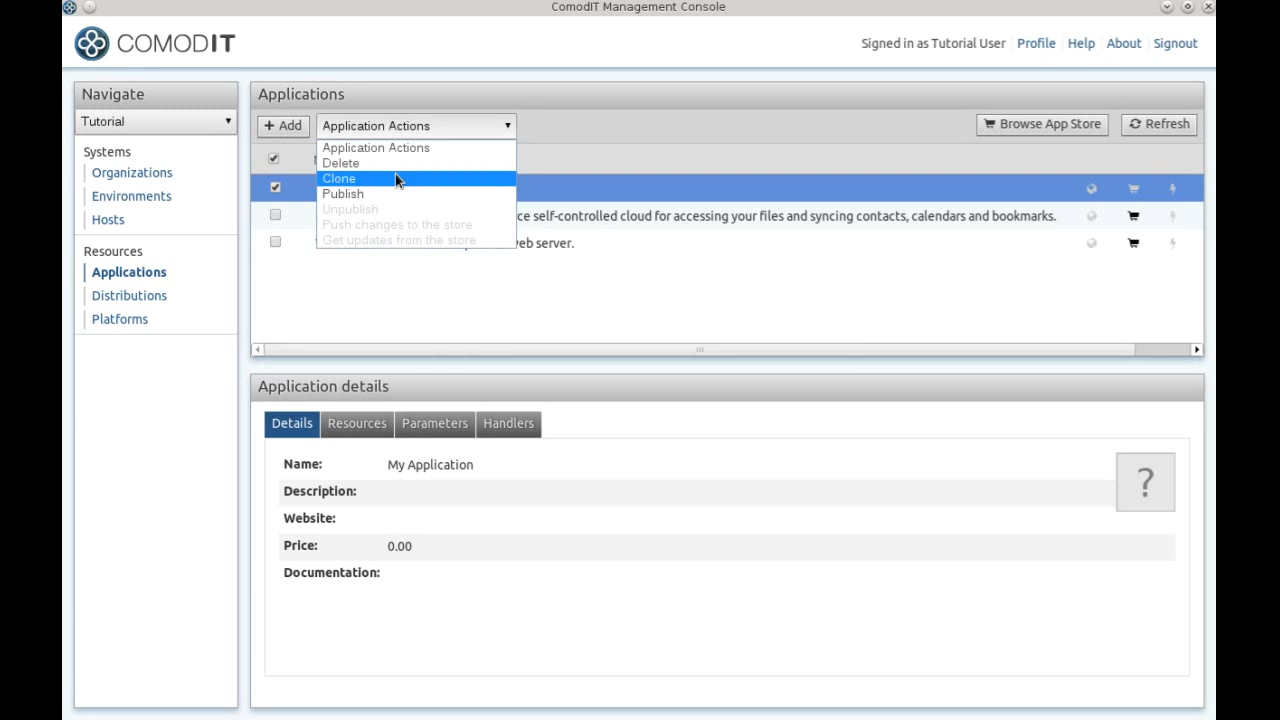 ComodIT Management Console
COMODIT
Signed in as Tutorial User Profile Help About Signout
Navigate
Tutorial
Systems
Organizations
Environments
Hosts
Resources
Applications
Distributions
Platforms
Applications
+ Add Application Actions Browse App Store Refresh
Application Actions
Delete
Clone
Publish
Unpublish
Push changes to the store
Get updates from the store
self-controlled cloud for accessing your files and syncing contacts, calendars and bookmarks.
server.
Application details
Details Resources Parameters Handlers
Name: My Application
?
Description:
Website:
Price: 0.00
Documentation: